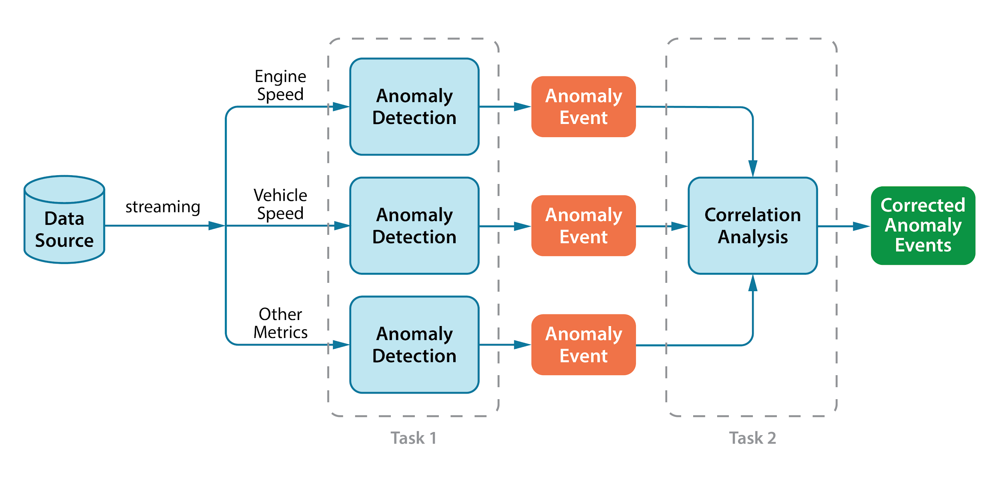 Data
Source
streaming
Engine
Speed
Vehicle
Speed
Other
Metrics
Anomaly
Detection
Anomaly
Detection
Anomaly
Detection
Task 1
Anomaly
Event
Anomaly
Event
Anomaly
Event
Correlation
Analysis
Task 2
Corrected
Anomaly
Events